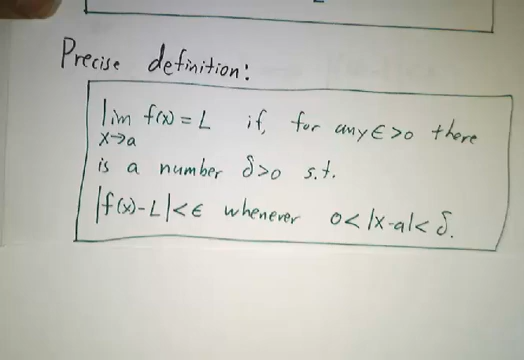 Precise definition:
lim f(x) = L if, for any ϵ>0 there
x→a
is a number δ>0 s.t.
|f(x)-L|<ϵ whenever 0<|x-a|<δ.